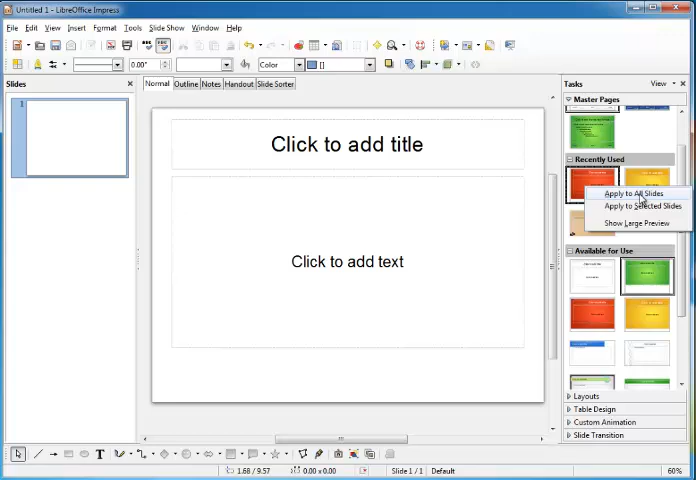 Untitled 1 - LibreOffice Impress
File Edit View Insert Format Tools Slide Show Window Help
0.00°
Color
[]
Slides
Normal Outline Notes Handout Slide Sorter
Tasks View
Master Pages
1
Click to add title
Recently Used
Apply to All Slides
Apply to Selected Slides
Show Large Preview
Click to add text
Available for Use
Layouts
Table Design
Custom Animation
Slide Transition
1.68 / 9.57 0.00 x 0.00 Slide 1 / 1 Default 60%